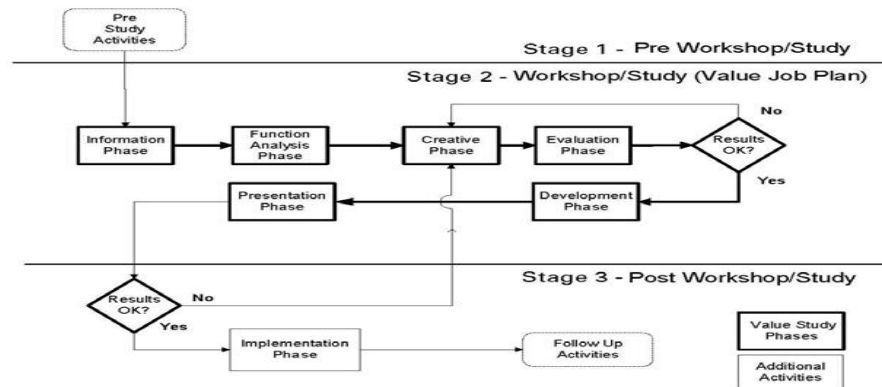 Pre
Study
Activities
Stage 1 - Pre Workshop/Study
Stage 2 - Workshop/Study (Value Job Plan)
No
Information
Phase
Function
Analysis
Phase
Creative
Phase
Evaluation
Phase
Results
OK?
Yes
Presentation
Phase
Development
Phase
Stage 3 - Post Workshop/Study
Results
OK?
No
Yes
Implementation
Phase
Follow Up
Activities
Value Study
Phases
Additional
Activities